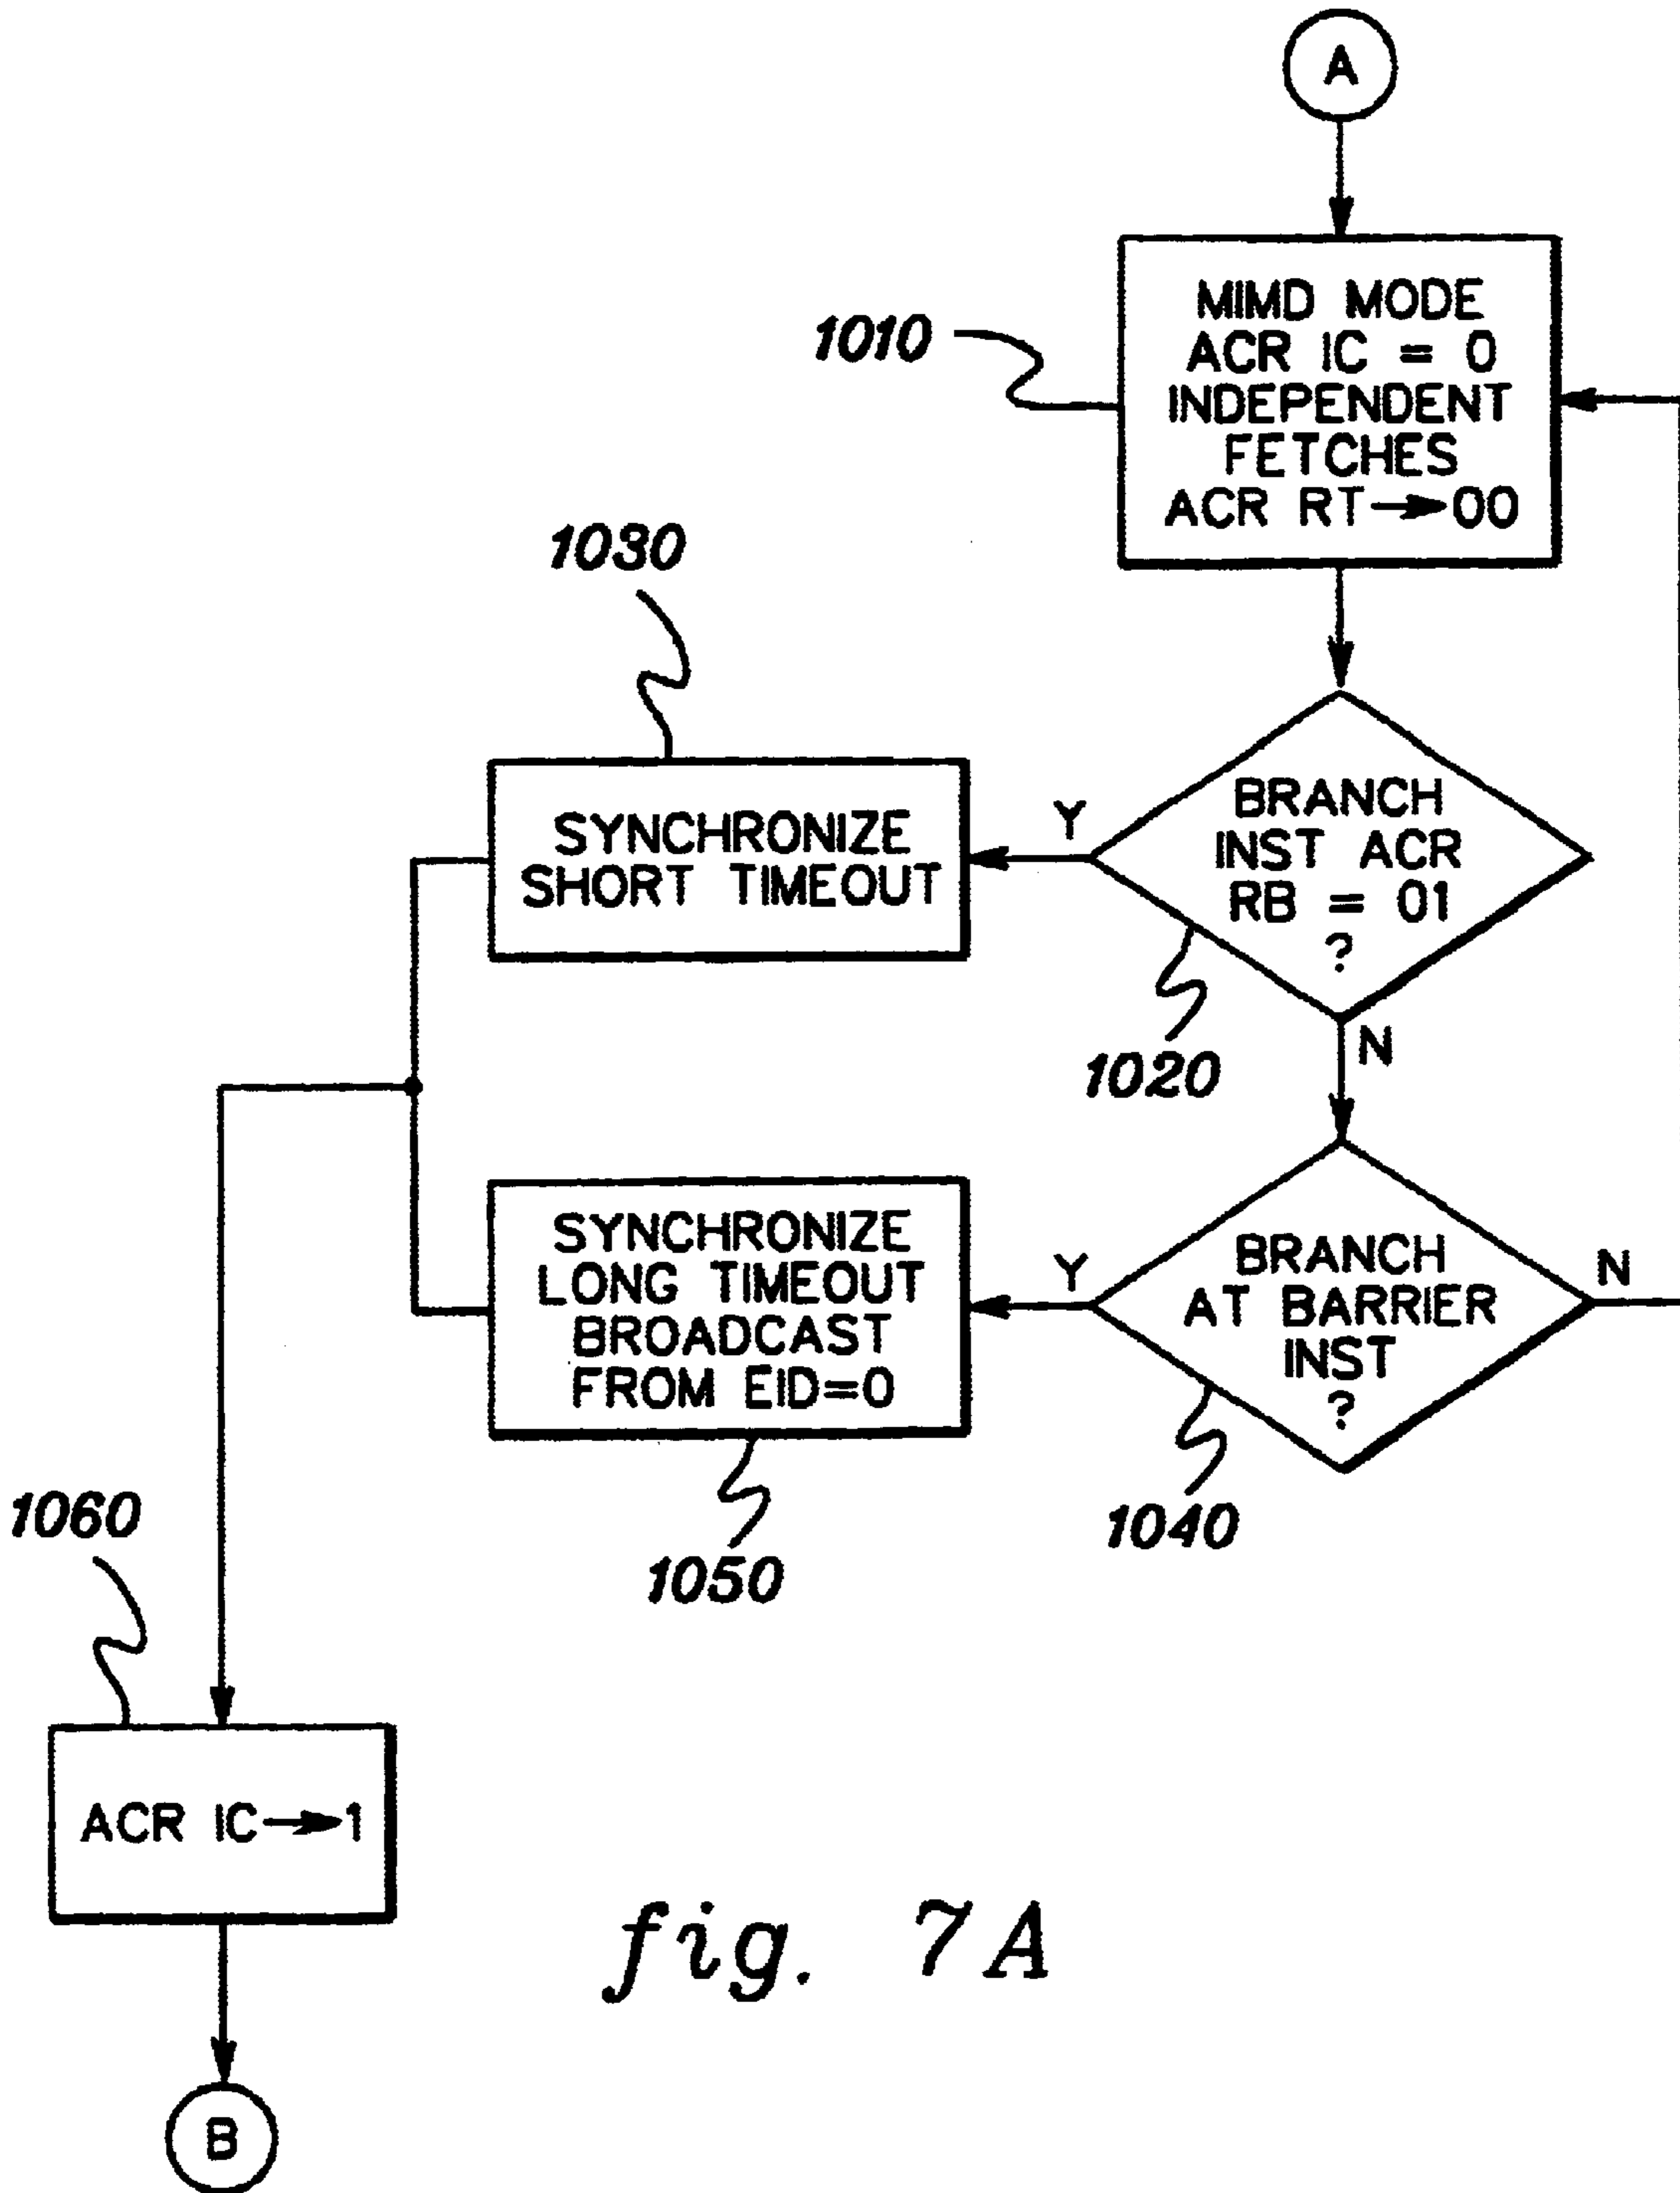 A
1010
MIMD MODE
ACR IC = 0
INDEPENDENT
FETCHES
ACR RT→00
1030
SYNCHRONIZE
SHORT TIMEOUT
Y
BRANCH
INST ACR
RB = 01
?
1020
N
SYNCHRONIZE
LONG TIMEOUT
BROADCAST
FROM EID=0
Y
BRANCH
AT BARRIER
INST
?
N
1060
1050
1040
ACR IC→1
fig. 7A
B